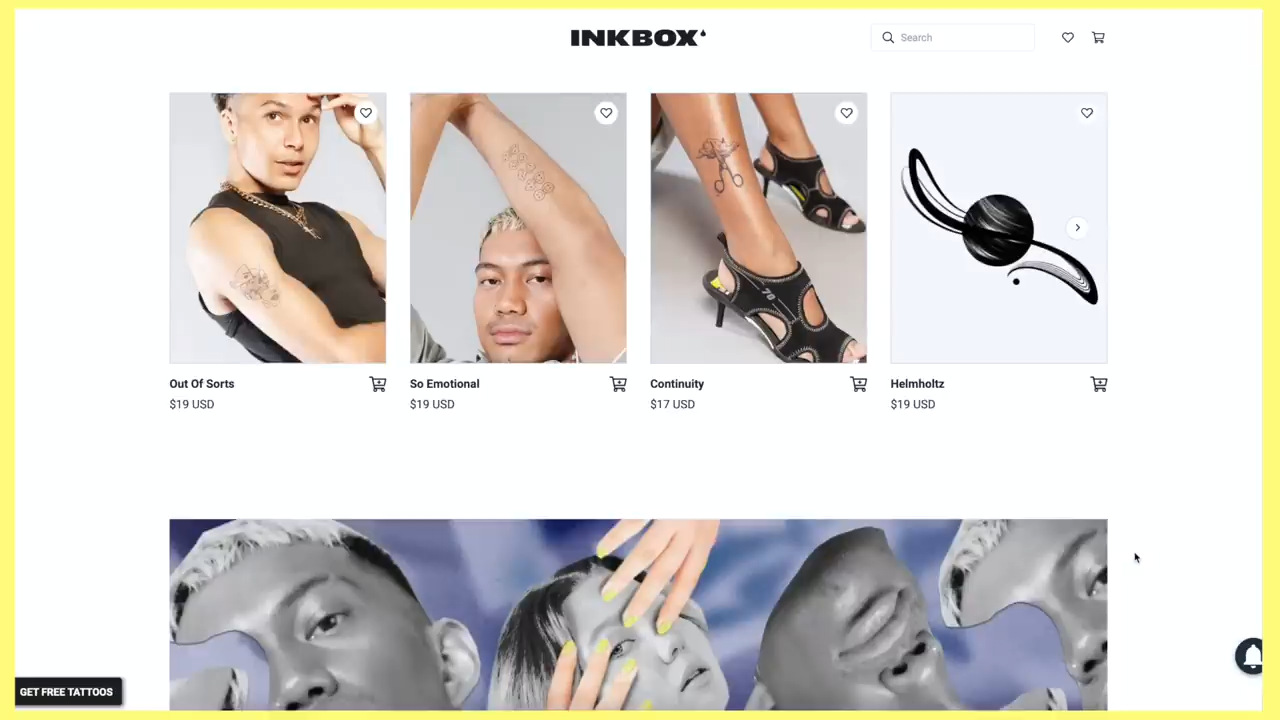 INKBOX
Search
Out Of Sorts
$19 USD
So Emotional
$19 USD
Continuity
$17 USD
Helmholtz
$19 USD
70
GET FREE TATTOOS